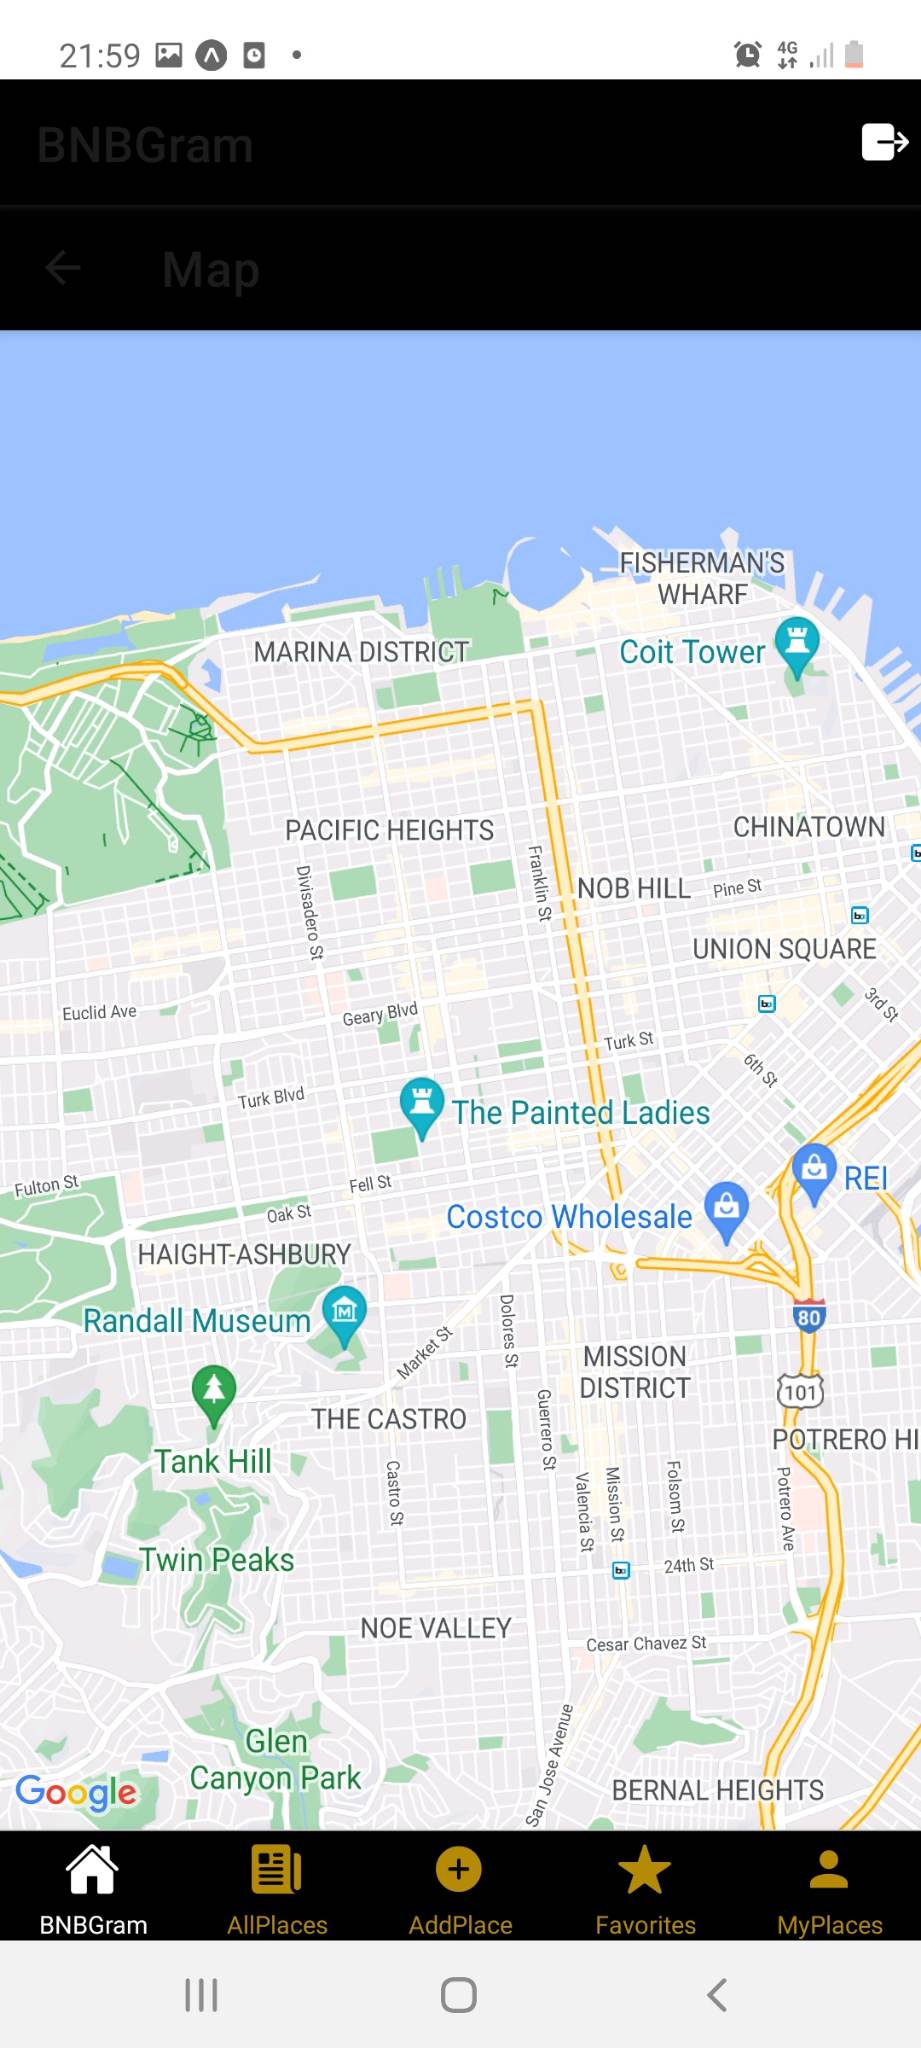 21:59
4G
BNBGram
Map
FISHERMAN'S
WHARF
MARINA DISTRICT
Coit Tower
PACIFIC HEIGHTS
CHINATOWN
Franklin St
Divisadero St
NOB HILL
Pine St
UNION SQUARE
Euclid Ave
Geary Blvd
3rd St
Turk St
6th St
Turk Blvd
The Painted Ladies
Fulton St
Fell St
REI
Oak St
Costco Wholesale
HAIGHT-ASHBURY
Randall Museum
80
Dolores St
Market St
MISSION
DISTRICT
101
THE CASTRO
Guerrero St
POTRERO HI
Tank Hill
Castro St
Valencia St
Mission St
Folsom St
Potrero Ave
Twin Peaks
24th St
NOE VALLEY
Cesar Chavez St
San Jose Avenue
Glen
Canyon Park
BERNAL HEIGHTS
Google
BNBGram
AllPlaces
AddPlace
Favorites
MyPlaces